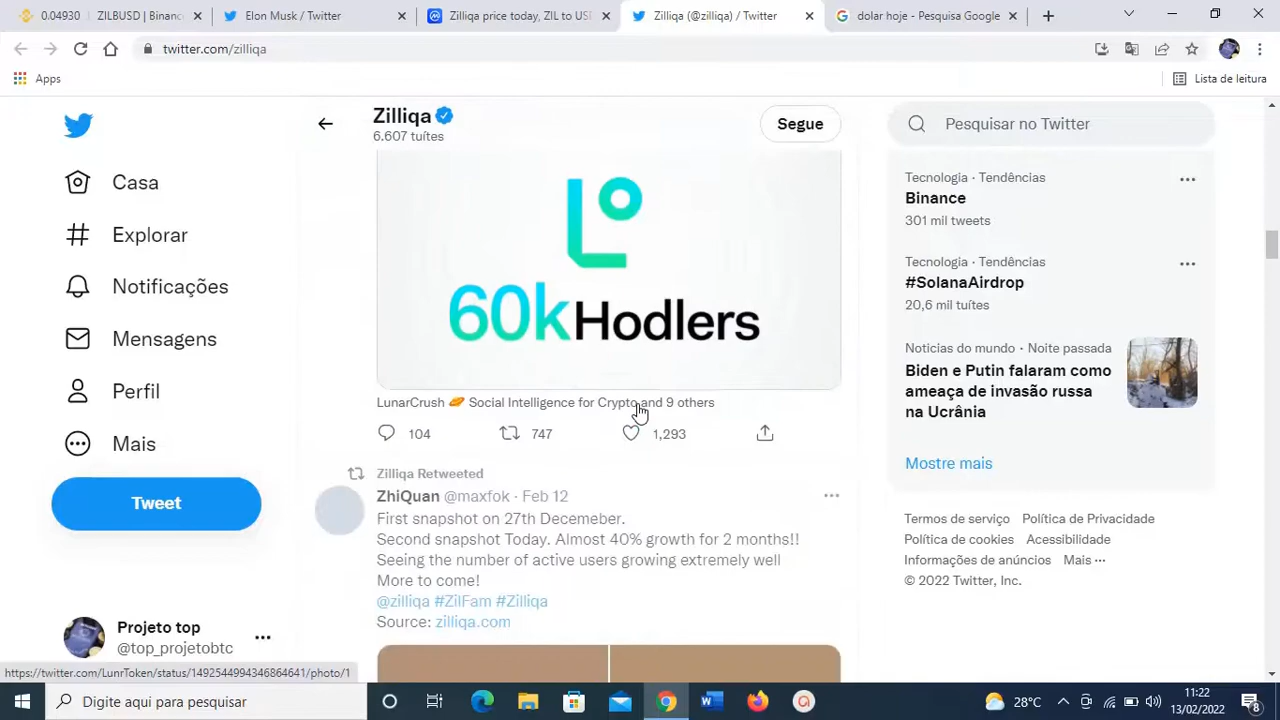 0.04930 | ZILBUSD | Binanc
Elon Musk / Twitter
Zilliqa price today, ZIL to USD
Zilliqa (@zilliqa) / Twitter
dolar hoje - Pesquisa Google
twitter.com/zilliqa
Apps
Lista de leitura
Zilliqa
6.607 tuítes
Segue
Pesquisar no Twitter
Casa
Explorar
Notificações
Mensagens
Perfil
Mais
Tweet
Projeto top
@top_projetobtc
60k Hodlers
LunarCrush Social Intelligence for Crypto and 9 others
104
747
1,293
Zilliqa Retweeted
ZhiQuan @maxfok · Feb 12
First snapshot on 27th Decemeber.
Second snapshot Today. Almost 40% growth for 2 months!!
Seeing the number of active users growing extremely well
More to come!
@zilliqa #ZilFam #Zilliqa
Source: zilliqa.com
Tecnologia · Tendências
Binance
301 mil tweets
Tecnologia · Tendências
#SolanaAirdrop
20,6 mil tuítes
Noticias do mundo · Noite passada
Biden e Putin falaram como
ameaça de invasão russa
na Ucrânia
Mostre mais
Termos de serviço Política de Privacidade
Política de cookies Acessibilidade
Informações de anúncios Mais ···
© 2022 Twitter, Inc.
https://twitter.com/LunrToken/status/1492544994346864641/photo/1
Digite aqui para pesquisar
28°C
11:22
13/02/2022
8